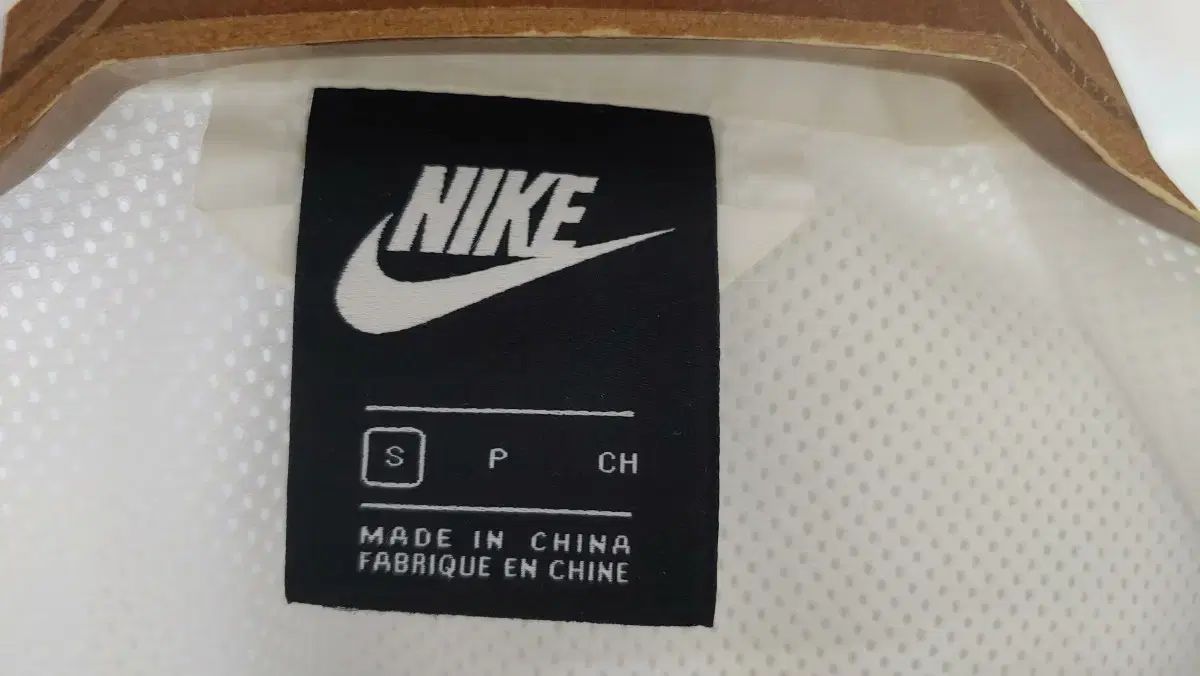 NIKE
S P CH
MADE IN CHINA
FABRIQUE EN CHINE